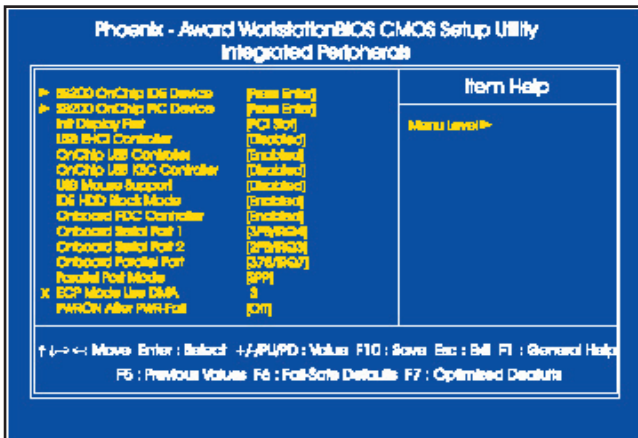 Phoenix - Award WorkstationBIOS CMOS Setup Utility
Integrated Peripherals
SB200 OnChip IDE Device [Press Enter]
SB200 OnChip PCI Device [Press Enter]
Init Display First [PCI Slot]
USB EHCI Controller [Disabled]
OnChip USB Controller [Enabled]
OnChip USB KBC Controller [Disabled]
USB Mouse Support [Disabled]
IDE HDD Block Mode [Enabled]
Onboard FDC Controller [Enabled]
Onboard Serial Port 1 [3F8/IRQ4]
Onboard Serial Port 2 [2F8/IRQ3]
Onboard Parallel Port [378/IRQ7]
Parallel Port Mode [SPP]
X ECP Mode Use DMA 3
PWRON After PWR-Fail [Off]
Item Help
Menu Level
↑↓→←: Move Enter : Select +/-/PU/PD : Value F10 : Save Esc : Exit F1 : General Help
F5 : Previous Values F6 : Fail-Safe Defaults F7 : Optimized Deafults